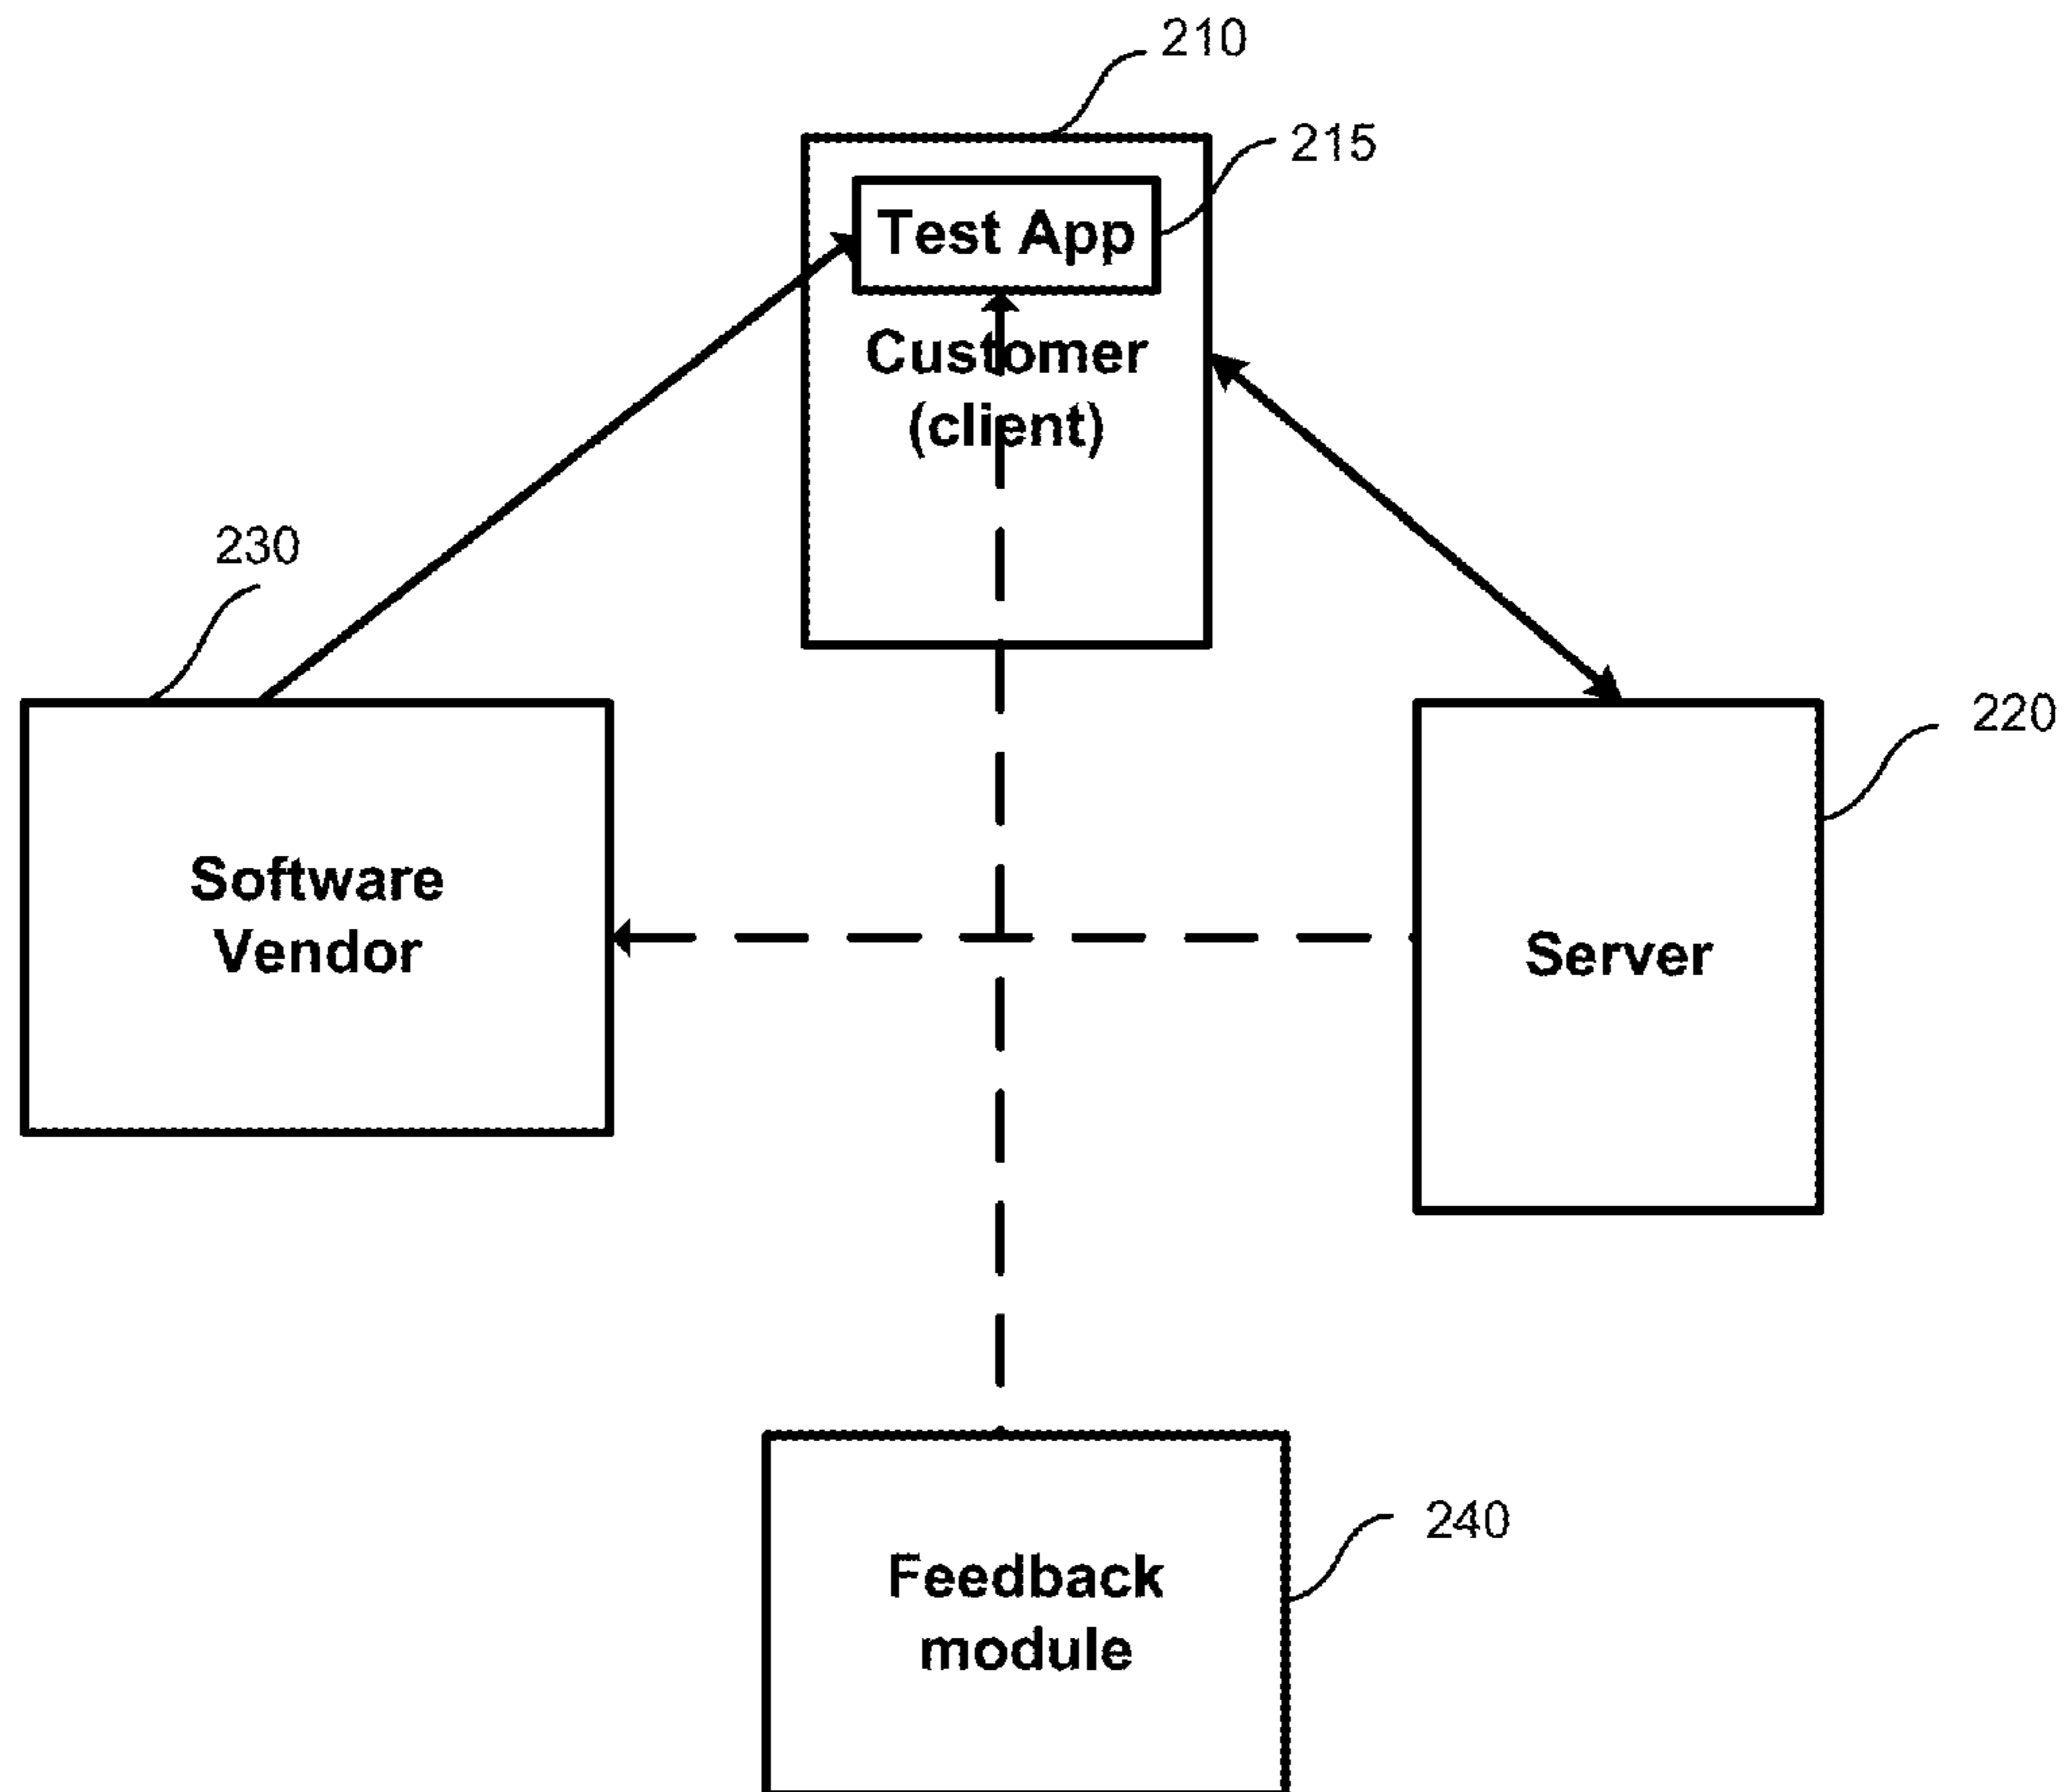 210
215
Test App
Customer
(client)
230
220
Software
Vendor
Server
240
Feedback
module